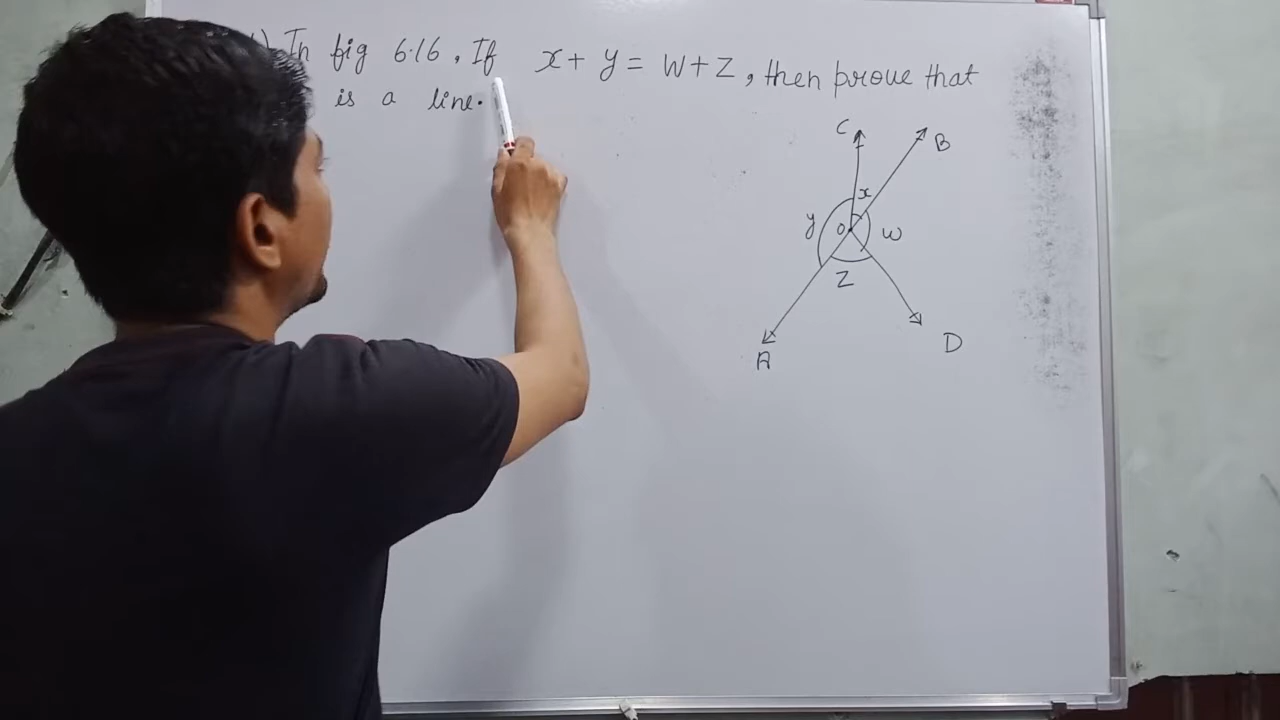 In fig 6.16, If x + y = W + Z, then prove that
is a line.
C
B
x
y
O
W
Z
A
D